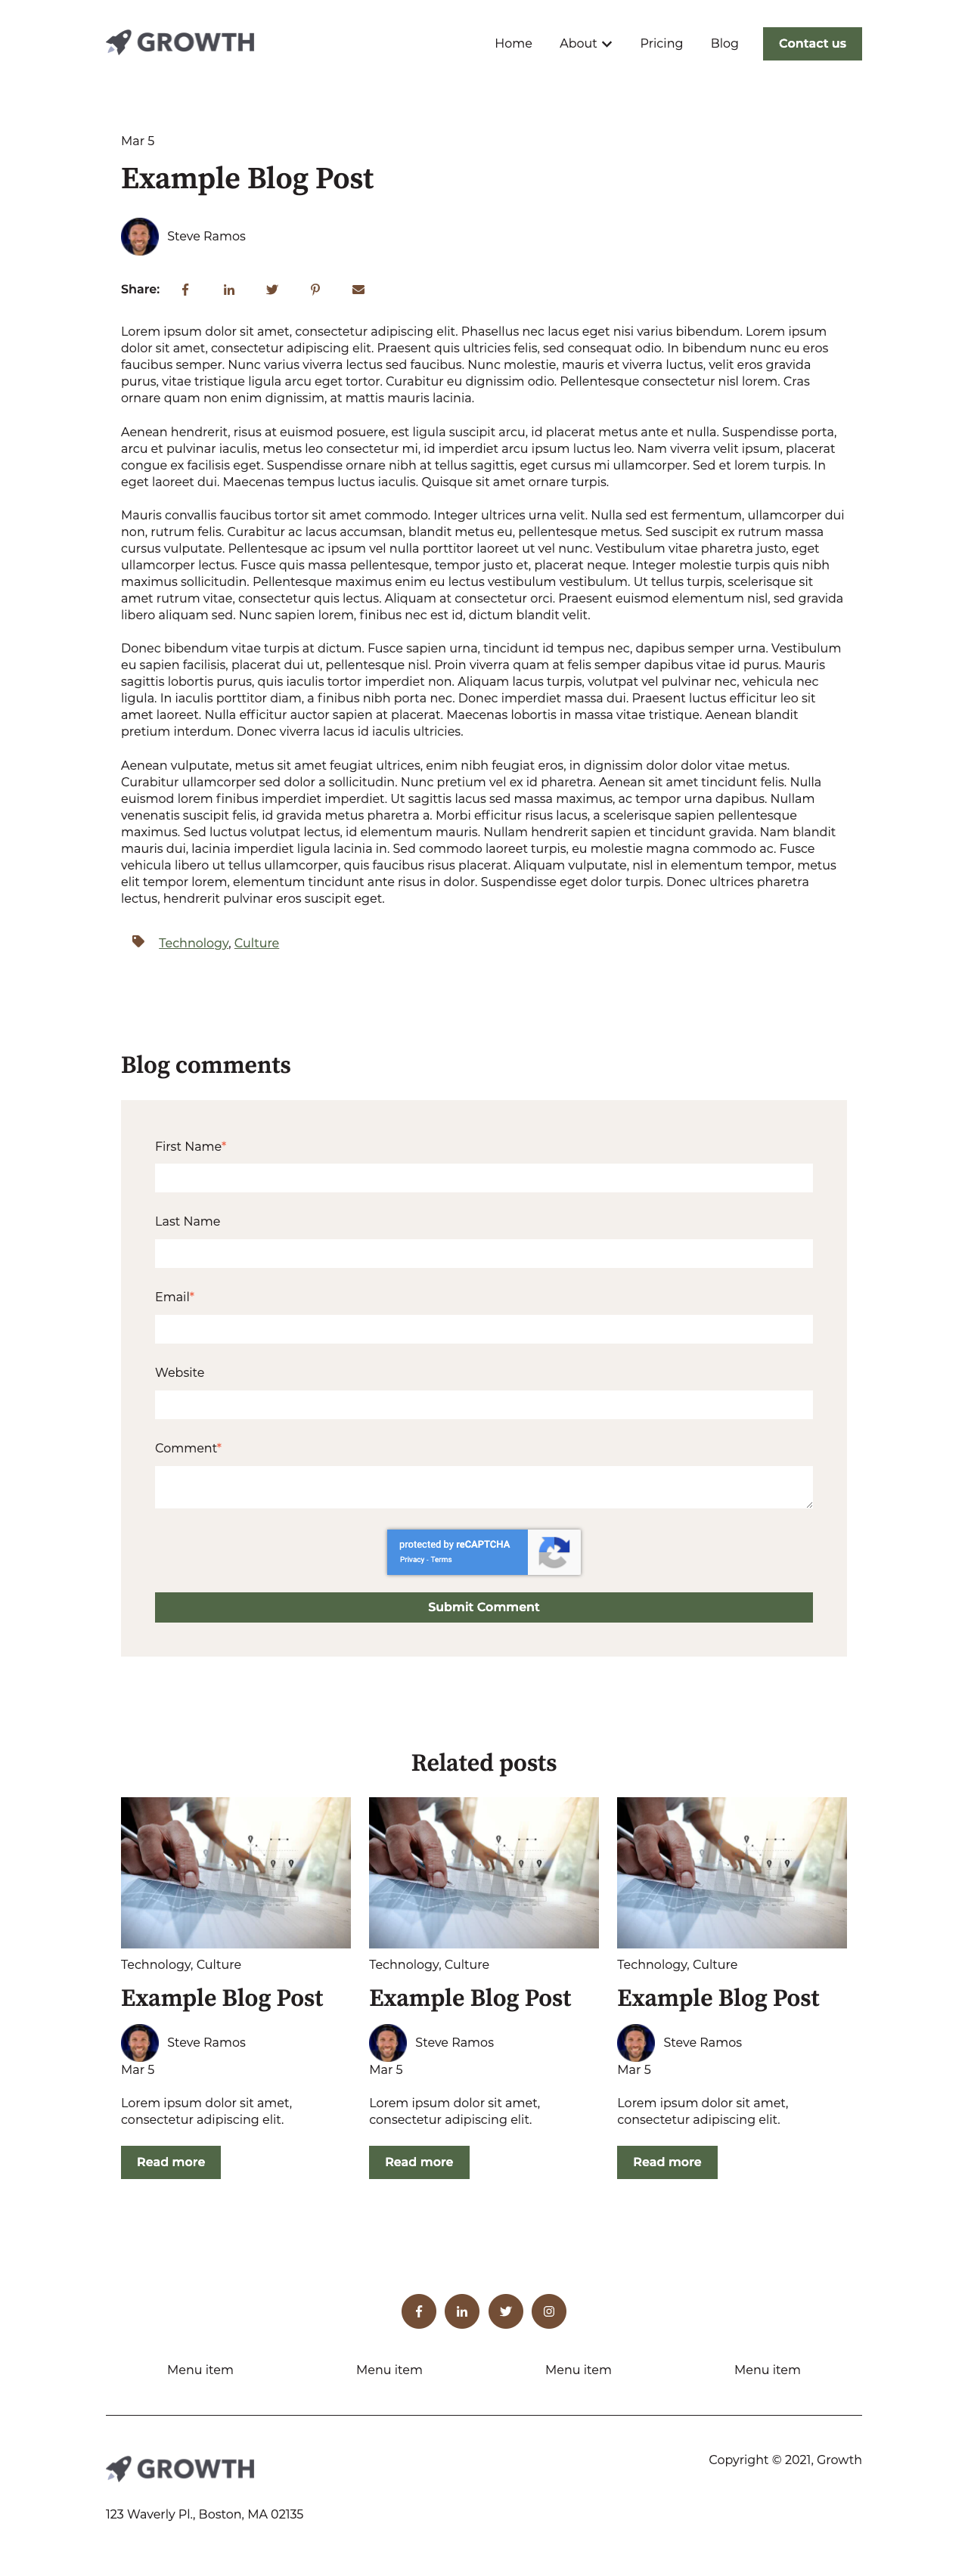 GROWTH
Home About Pricing Blog Contact us
Mar 5
Example Blog Post
Steve Ramos
Share:
Lorem ipsum dolor sit amet, consectetur adipiscing elit. Phasellus nec lacus eget nisi varius bibendum. Lorem ipsum
dolor sit amet, consectetur adipiscing elit. Praesent quis ultricies felis, sed consequat odio. In bibendum nunc eu eros
faucibus semper. Nunc varius viverra lectus sed faucibus. Nunc molestie, mauris et viverra luctus, velit eros gravida
purus, vitae tristique ligula arcu eget tortor. Curabitur eu dignissim odio. Pellentesque consectetur nisl lorem. Cras
ornare quam non enim dignissim, at mattis mauris lacinia.
Aenean hendrerit, risus at euismod posuere, est ligula suscipit arcu, id placerat metus ante et nulla. Suspendisse porta,
arcu et pulvinar iaculis, metus leo consectetur mi, id imperdiet arcu ipsum luctus leo. Nam viverra velit ipsum, placerat
congue ex facilisis eget. Suspendisse ornare nibh at tellus sagittis, eget cursus mi ullamcorper. Sed et lorem turpis. In
eget laoreet dui. Maecenas tempus luctus iaculis. Quisque sit amet ornare turpis.
Mauris convallis faucibus tortor sit amet commodo. Integer ultrices urna velit. Nulla sed est fermentum, ullamcorper dui
non, rutrum felis. Curabitur ac lacus accumsan, blandit metus eu, pellentesque metus. Sed suscipit ex rutrum massa
cursus vulputate. Pellentesque ac ipsum vel nulla porttitor laoreet ut vel nunc. Vestibulum vitae pharetra justo, eget
ullamcorper lectus. Fusce quis massa pellentesque, tempor justo et, placerat neque. Integer molestie turpis quis nibh
maximus sollicitudin. Pellentesque maximus enim eu lectus vestibulum vestibulum. Ut tellus turpis, scelerisque sit
amet rutrum vitae, consectetur quis lectus. Aliquam at consectetur orci. Praesent euismod elementum nisl, sed gravida
libero aliquam sed. Nunc sapien lorem, finibus nec est id, dictum blandit velit.
Donec bibendum vitae turpis at dictum. Fusce sapien urna, tincidunt id tempus nec, dapibus semper urna. Vestibulum
eu sapien facilisis, placerat dui ut, pellentesque nisl. Proin viverra quam at felis semper dapibus vitae id purus. Mauris
sagittis lobortis purus, quis iaculis tortor imperdiet non. Aliquam lacus turpis, volutpat vel pulvinar nec, vehicula nec
ligula. In iaculis porttitor diam, a finibus nibh porta nec. Donec imperdiet massa dui. Praesent luctus efficitur leo sit
amet laoreet. Nulla efficitur auctor sapien at placerat. Maecenas lobortis in massa vitae tristique. Aenean blandit
pretium interdum. Donec viverra lacus id iaculis ultricies.
Aenean vulputate, metus sit amet feugiat ultrices, enim nibh feugiat eros, in dignissim dolor dolor vitae metus.
Curabitur ullamcorper sed dolor a sollicitudin. Nunc pretium vel ex id pharetra. Aenean sit amet tincidunt felis. Nulla
euismod lorem finibus imperdiet imperdiet. Ut sagittis lacus sed massa maximus, ac tempor urna dapibus. Nullam
venenatis suscipit felis, id gravida metus pharetra a. Morbi efficitur risus lacus, a scelerisque sapien pellentesque
maximus. Sed luctus volutpat lectus, id elementum mauris. Nullam hendrerit sapien et tincidunt gravida. Nam blandit
mauris dui, lacinia imperdiet ligula lacinia in. Sed commodo laoreet turpis, eu molestie magna commodo ac. Fusce
vehicula libero ut tellus ullamcorper, quis faucibus risus placerat. Aliquam vulputate, nisl in elementum tempor, metus
elit tempor lorem, elementum tincidunt ante risus in dolor. Suspendisse eget dolor turpis. Donec ultrices pharetra
lectus, hendrerit pulvinar eros suscipit eget.
Technology, Culture
Blog comments
First Name*
Last Name
Email*
Website
Comment*
protected by reCAPTCHA
Privacy - Terms
Submit Comment
Related posts
Technology, Culture
Example Blog Post
Steve Ramos
Mar 5
Lorem ipsum dolor sit amet,
consectetur adipiscing elit.
Read more
Technology, Culture
Example Blog Post
Steve Ramos
Mar 5
Lorem ipsum dolor sit amet,
consectetur adipiscing elit.
Read more
Technology, Culture
Example Blog Post
Steve Ramos
Mar 5
Lorem ipsum dolor sit amet,
consectetur adipiscing elit.
Read more
Menu item Menu item Menu item Menu item
GROWTH
Copyright © 2021, Growth
123 Waverly Pl., Boston, MA 02135